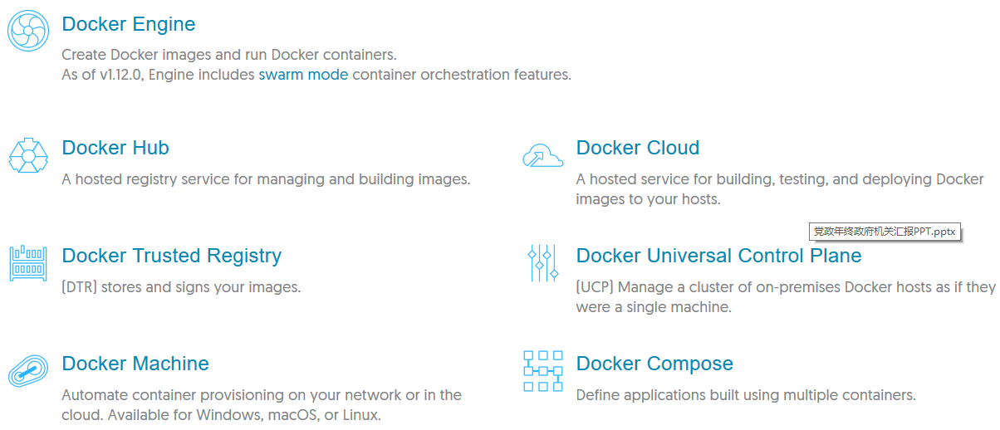 Docker Engine
Create Docker images and run Docker containers.
As of v1.12.0, Engine includes swarm mode container orchestration features.
Docker Hub
A hosted registry service for managing and building images.
Docker Cloud
A hosted service for building, testing, and deploying Docker
images to your hosts.
党政年终政府机关汇报PPT.pptx
Docker Trusted Registry
(DTR) stores and signs your images.
Docker Universal Control Plane
(UCP) Manage a cluster of on-premises Docker hosts as if they
were a single machine.
Docker Machine
Automate container provisioning on your network or in the
cloud. Available for Windows, macOS, or Linux.
Docker Compose
Define applications built using multiple containers.